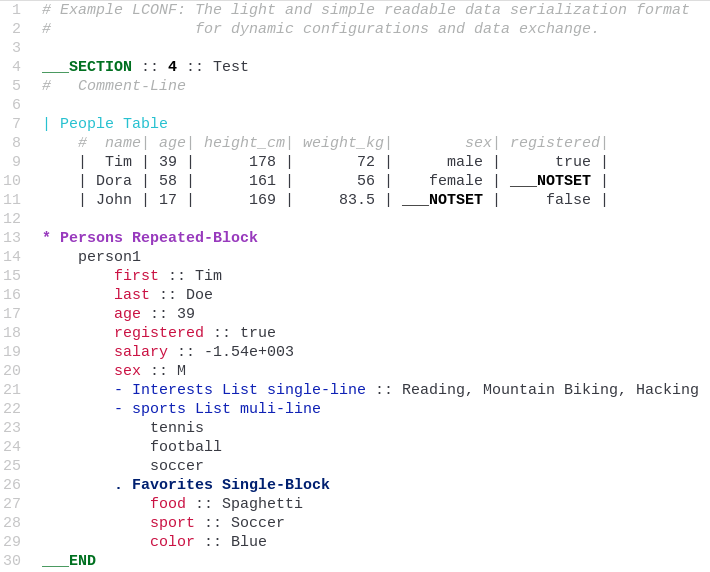 1 # Example LCONF: The light and simple readable data serialization format
2 #                for dynamic configurations and data exchange.
3
4 ___SECTION :: 4 :: Test
5 #   Comment-Line
6
7 | People Table
8     #  name| age| height_cm| weight_kg|        sex| registered|
9     |  Tim | 39 |      178 |       72 |      male |      true |
10     | Dora | 58 |      161 |       56 |    female | ___NOTSET |
11     | John | 17 |      169 |     83.5 | ___NOTSET |     false |
12
13 * Persons Repeated-Block
14     person1
15         first :: Tim
16         last :: Doe
17         age :: 39
18         registered :: true
19         salary :: -1.54e+003
20         sex :: M
21         - Interests List single-line :: Reading, Mountain Biking, Hacking
22         - sports List muli-line
23             tennis
24             football
25             soccer
26         . Favorites Single-Block
27             food :: Spaghetti
28             sport :: Soccer
29             color :: Blue
30 ___END